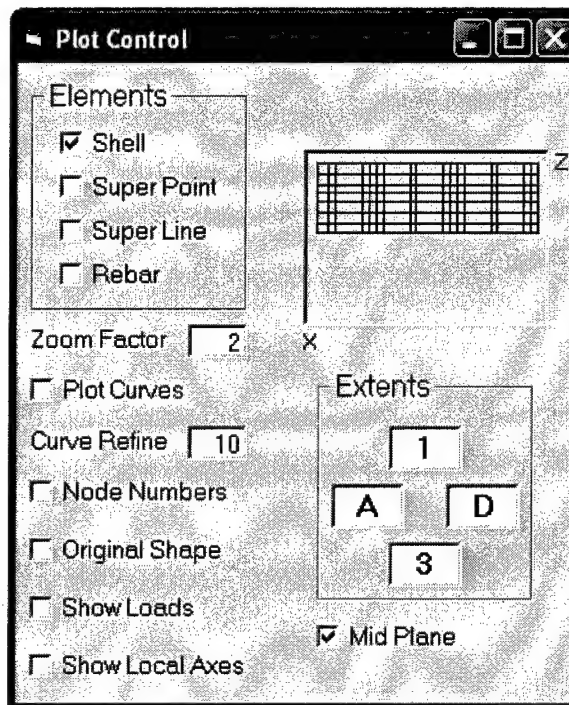 Plot Control
Elements
Shell
Super Point
Super Line
Rebar
Zoom Factor 2
Plot Curves
Curve Refine 10
Node Numbers
Original Shape
Show Loads
Show Local Axes
Z
X
Extents
1
A D
3
Mid Plane